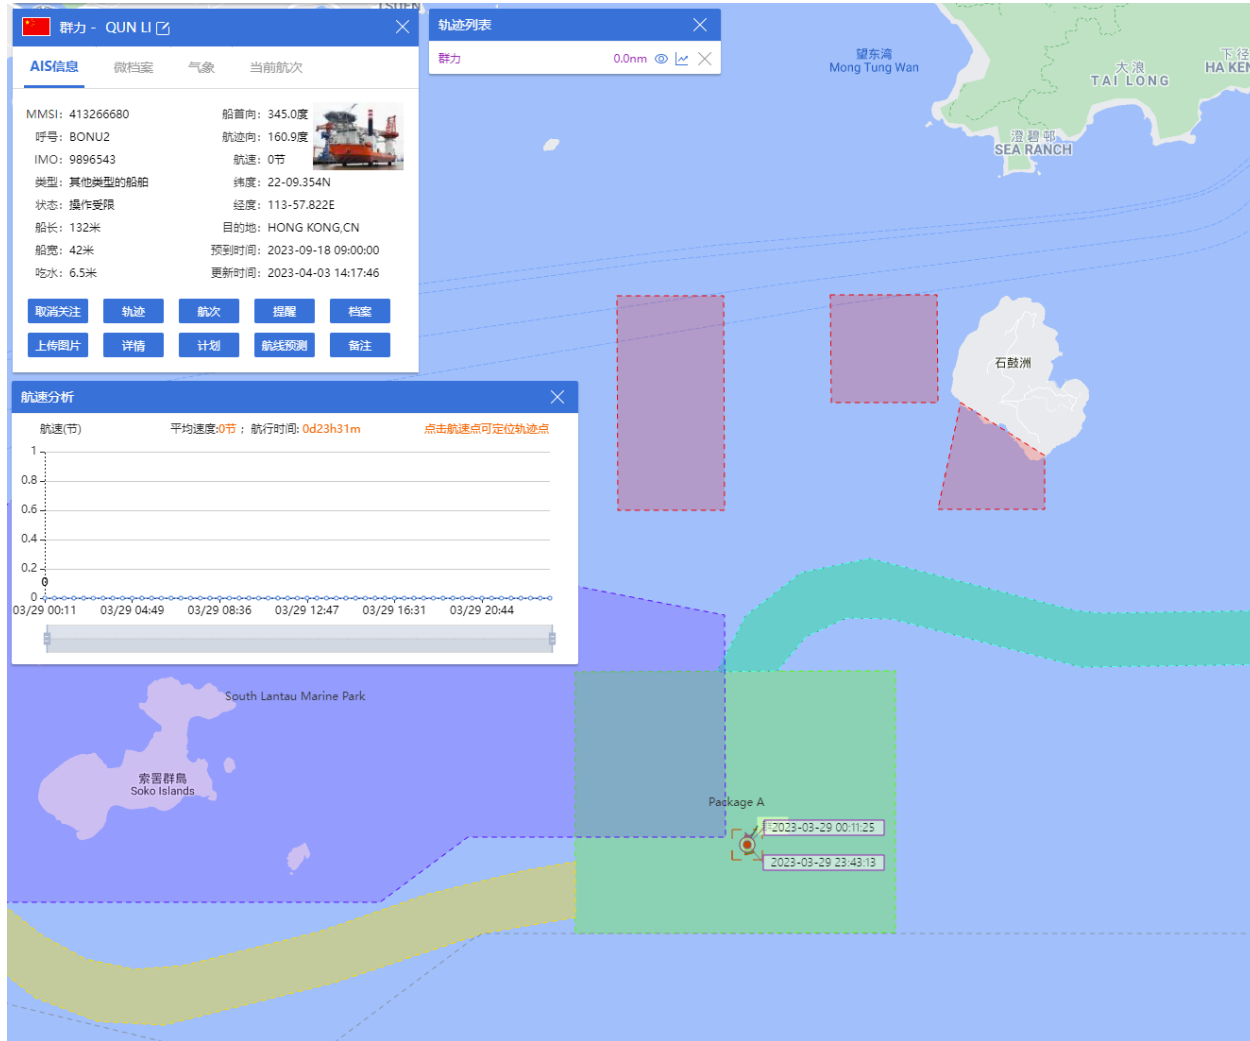 群力 - QUN LI
AIS信息 微档案 气象 当前航次
MMSI: 413266680 船首向: 345.0度
呼号: BONU2 航迹向: 160.9度
IMO: 9896543 航速: 0节
类型: 其他类型的船舶 纬度: 22-09.354N
状态: 操作受限 经度: 113-57.822E
船长: 132米 目的地: HONG KONG,CN
船宽: 42米 预到时间: 2023-09-18 09:00:00
吃水: 6.5米 更新时间: 2023-04-03 14:17:46
取消关注 轨迹 航次 提醒 档案
上传图片 详情 计划 航线预测 备注
轨迹列表
群力 0.0nm
望东湾
Mong Tung Wan
大浪
TAI LONG
下径
HA KEN
澄碧邨
SEA RANCH
石鼓洲
航速分析
航速(节) 平均速度:0节 ; 航行时间: 0d23h31m 点击航速点可定位轨迹点
1
0.8
0.6
0.4
0.2
0
0
03/29 00:11 03/29 04:49 03/29 08:36 03/29 12:47 03/29 16:31 03/29 20:44
South Lantau Marine Park
索罟群島
Soko Islands
Package A
2023-03-29 00:11:25
2023-03-29 23:43:13